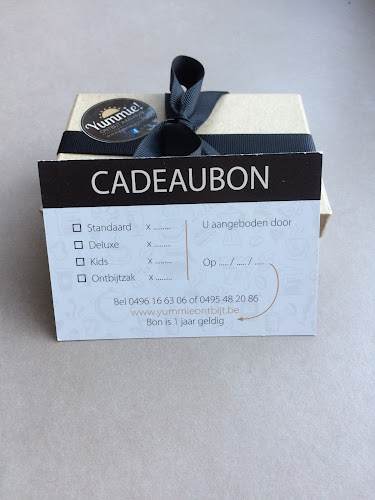 Yummie!
CADEAUBON
Standaard x ........
Deluxe x ........
Kids x ........
Ontbijtzak x ........
U aangeboden door
Op ..... / ..... / .....
Bel 0496 16 63 06 of 0495 48 20 86
www.yummieontbijt.be
Bon is 1 jaar geldig